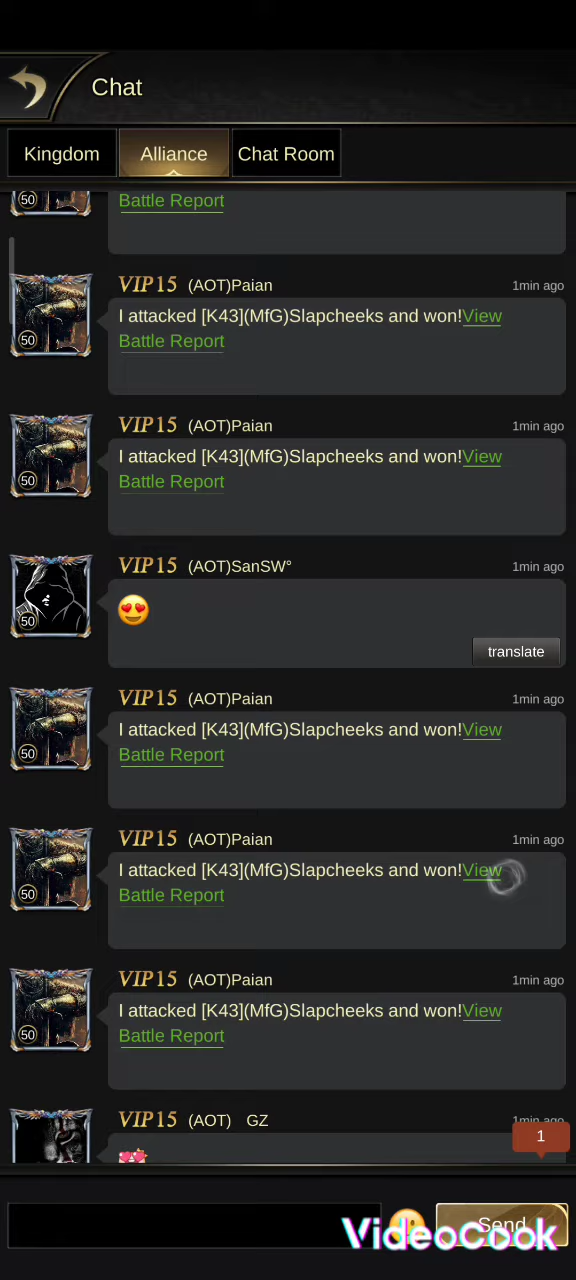 Chat
Kingdom
Alliance
Chat Room
50
Battle Report
VIP15 (AOT)Paian 1min ago
I attacked [K43](MfG)Slapcheeks and won!View
Battle Report
50
VIP15 (AOT)Paian 1min ago
I attacked [K43](MfG)Slapcheeks and won!View
Battle Report
50
VIP15 (AOT)SanSW° 1min ago
50
translate
VIP15 (AOT)Paian 1min ago
I attacked [K43](MfG)Slapcheeks and won!View
Battle Report
50
VIP15 (AOT)Paian 1min ago
I attacked [K43](MfG)Slapcheeks and won!View
Battle Report
50
VIP15 (AOT)Paian 1min ago
I attacked [K43](MfG)Slapcheeks and won!View
Battle Report
50
VIP15 (AOT) GZ 1min ago
1
Send
VideoCook